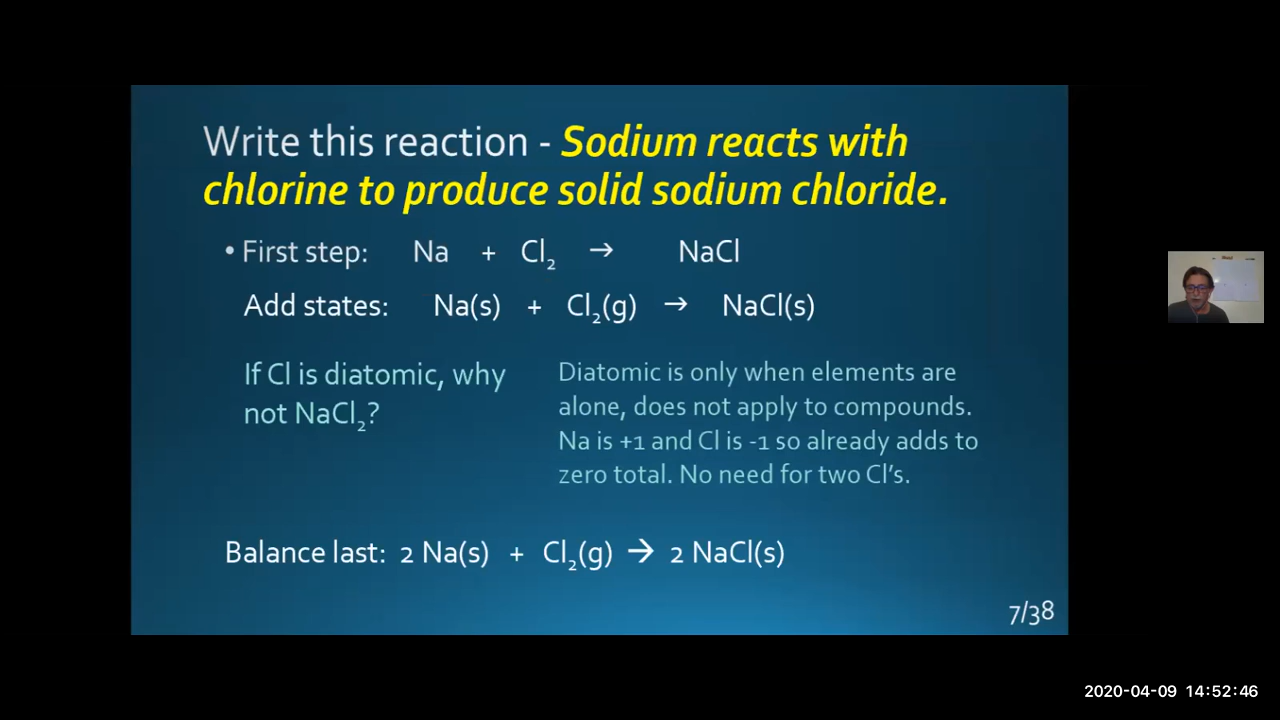 Write this reaction - Sodium reacts with
chlorine to produce solid sodium chloride.
• First step: Na + Cl₂ → NaCl
Add states: Na(s) + Cl₂(g) → NaCl(s)
If Cl is diatomic, why
not NaCl₂?
Diatomic is only when elements are
alone, does not apply to compounds.
Na is +1 and Cl is -1 so already adds to
zero total. No need for two Cl's.
Balance last: 2 Na(s) + Cl₂(g) → 2 NaCl(s)
7/38
2020-04-09 14:52:46